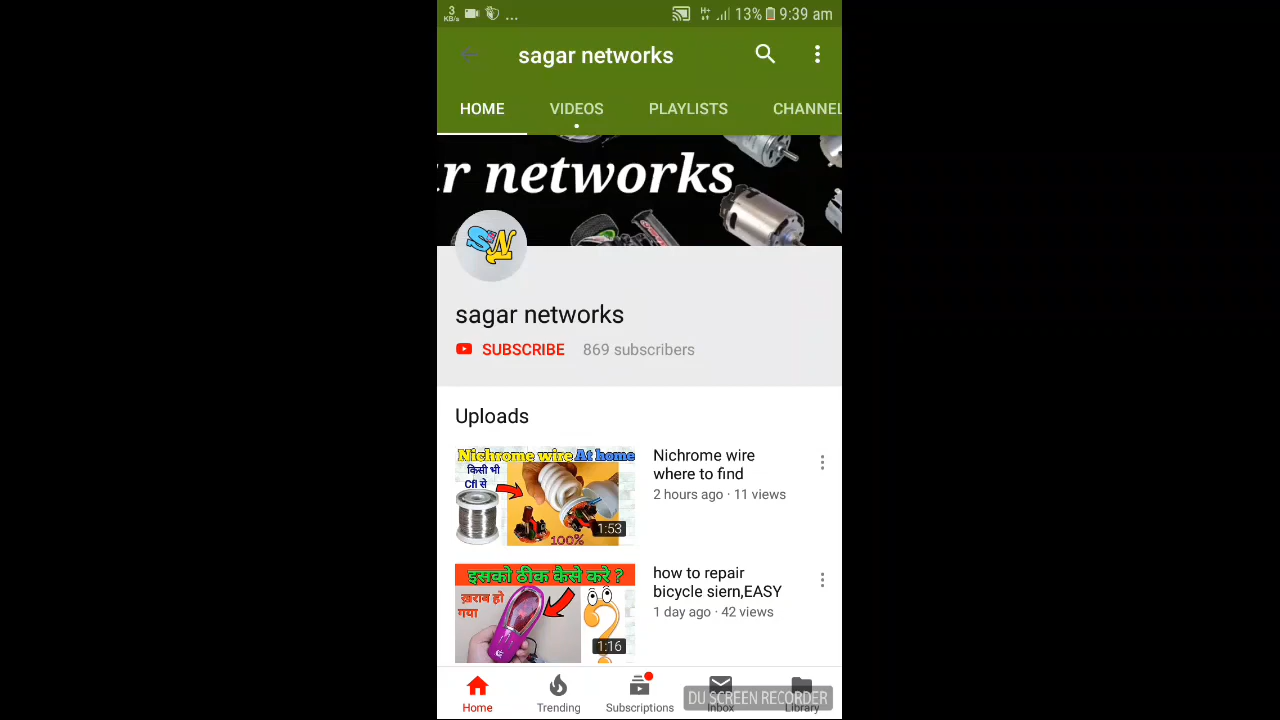 3 KB/s ... H+ 13% 9:39 am
sagar networks
HOME VIDEOS PLAYLISTS CHANNEL
r networks
SN
sagar networks
SUBSCRIBE 869 subscribers
Uploads
Nichrome wire At home
किसी भी
Cfl से
100%
1:53
Nichrome wire
where to find
2 hours ago · 11 views
इसको ठीक कैसे करे ?
ख़राब हो
गया
1:16
how to repair
bicycle siern,EASY
1 day ago · 42 views
Home Trending Subscriptions Inbox Library
DU SCREEN RECORDER